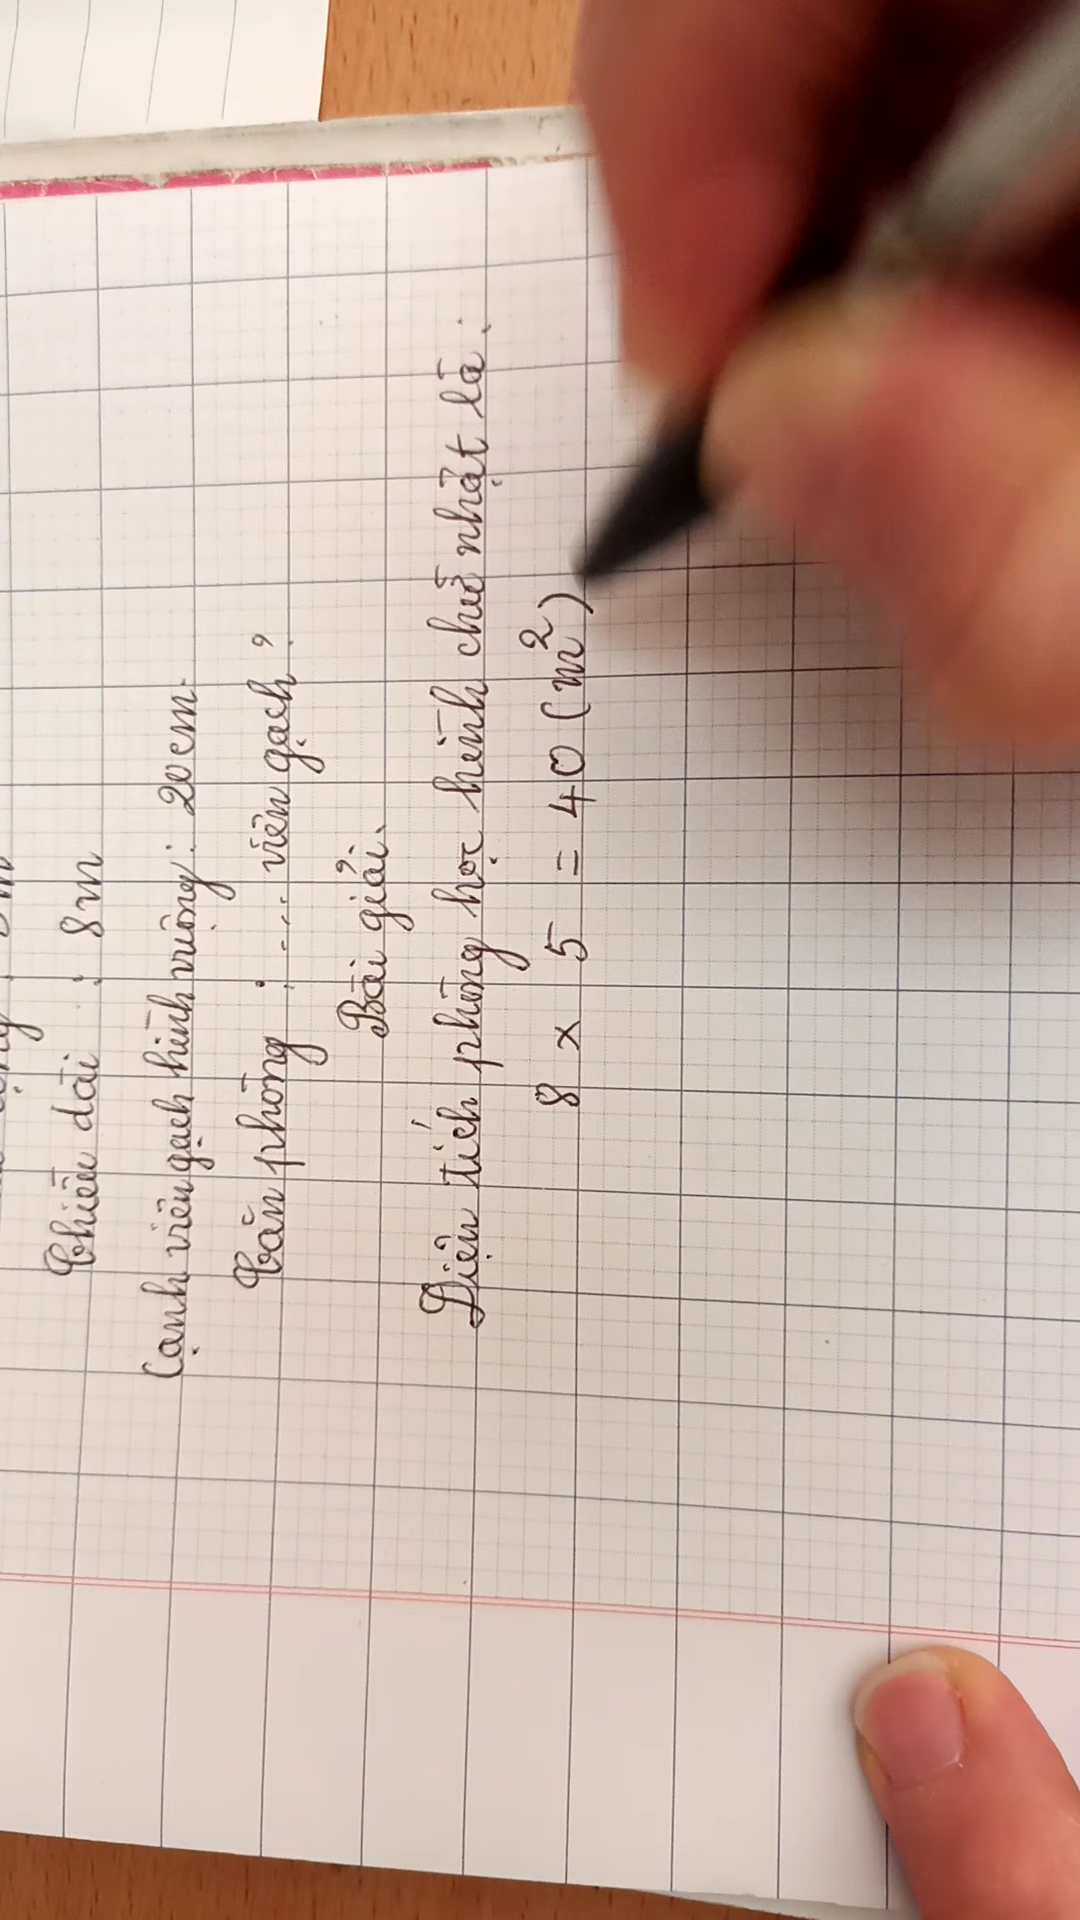 Chiều dài : 8m
Cạnh viên gạch hình vuông: 20cm.
Căn phòng : ... viên gạch?
Bài giải.
Diện tích phòng học hình chữ nhật là:
8 × 5 = 40 (m²)